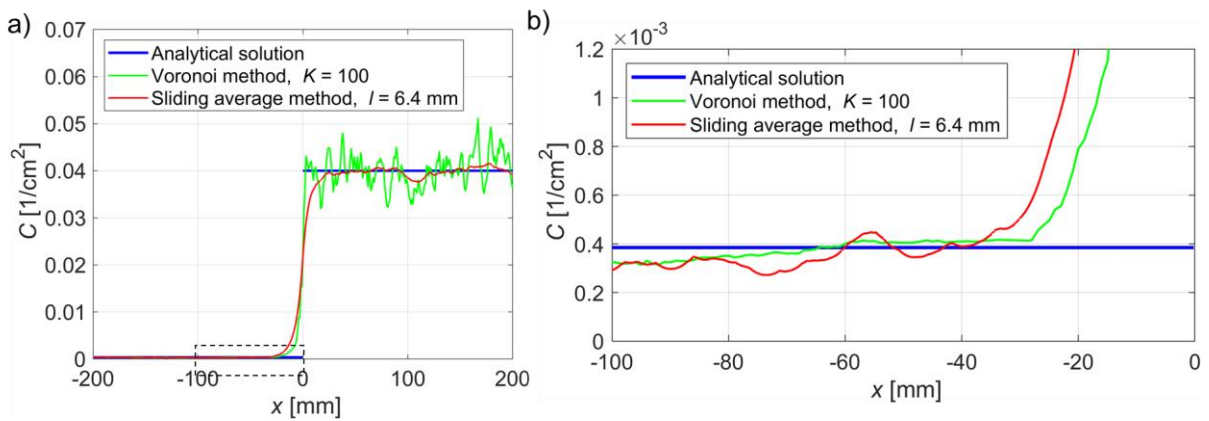 a)
0.07
0.06
0.05
0.04
0.03
0.02
0.01
0
C [1/cm²]
Analytical solution
Voronoi method, K = 100
Sliding average method, l = 6.4 mm
-200 -100 0 100 200
x [mm]
b)
×10⁻³
1.2
1
0.8
0.6
0.4
0.2
0
C [1/cm²]
Analytical solution
Voronoi method, K = 100
Sliding average method, l = 6.4 mm
-100 -80 -60 -40 -20 0
x [mm]